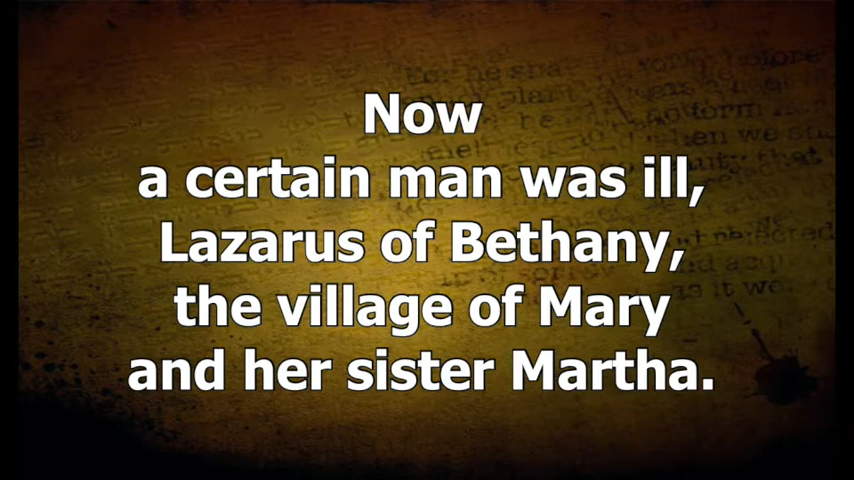 Now
a certain man was ill,
Lazarus of Bethany,
the village of Mary
and her sister Martha.